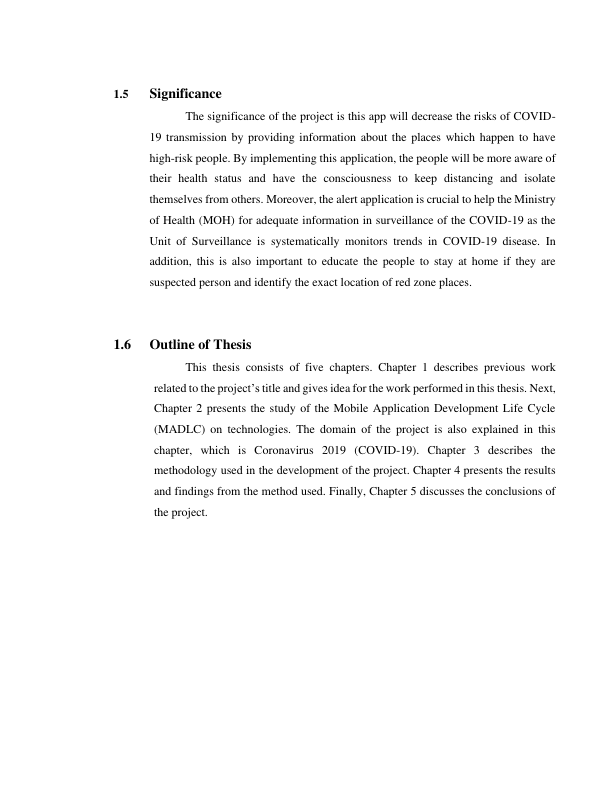 1.5 Significance
The significance of the project is this app will decrease the risks of COVID-
19 transmission by providing information about the places which happen to have
high-risk people. By implementing this application, the people will be more aware of
their health status and have the consciousness to keep distancing and isolate
themselves from others. Moreover, the alert application is crucial to help the Ministry
of Health (MOH) for adequate information in surveillance of the COVID-19 as the
Unit of Surveillance is systematically monitors trends in COVID-19 disease. In
addition, this is also important to educate the people to stay at home if they are
suspected person and identify the exact location of red zone places.
1.6 Outline of Thesis
This thesis consists of five chapters. Chapter 1 describes previous work
related to the project’s title and gives idea for the work performed in this thesis. Next,
Chapter 2 presents the study of the Mobile Application Development Life Cycle
(MADLC) on technologies. The domain of the project is also explained in this
chapter, which is Coronavirus 2019 (COVID-19). Chapter 3 describes the
methodology used in the development of the project. Chapter 4 presents the results
and findings from the method used. Finally, Chapter 5 discusses the conclusions of
the project.